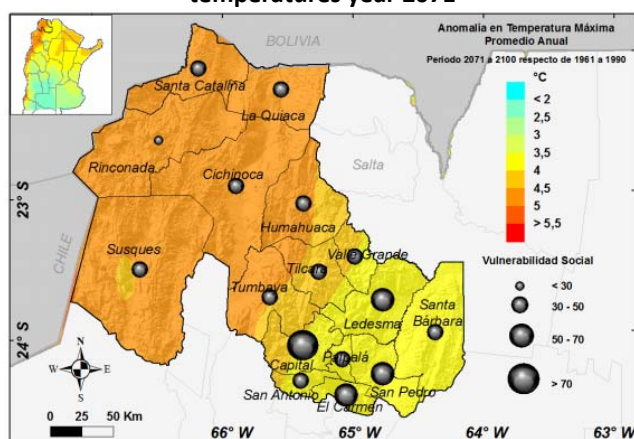 temperatures year 2071
Anomalia en Temperatura Máxima
Promedio Anual
Periodo 2071 a 2100 respecto de 1961 a 1990
°C
< 2
2
3
3,5
4
4,5
5
> 5,5
Vulnerabilidad Social
< 30
30 - 50
50 - 70
> 70
BOLIVIA
CHILE
Salta
Santa Catalina
La Quiaca
Rinconada
Cichinoca
Humahuaca
Susques
Valle Grande
Tilcara
Tumbaya
Ledesma
Santa
Bárbara
Capital
Palpalá
San Pedro
San Antonio
El Carmen
23° S
24° S
N
W
E
S
0
25
50 Km
66° W
65° W
64° W
63° W